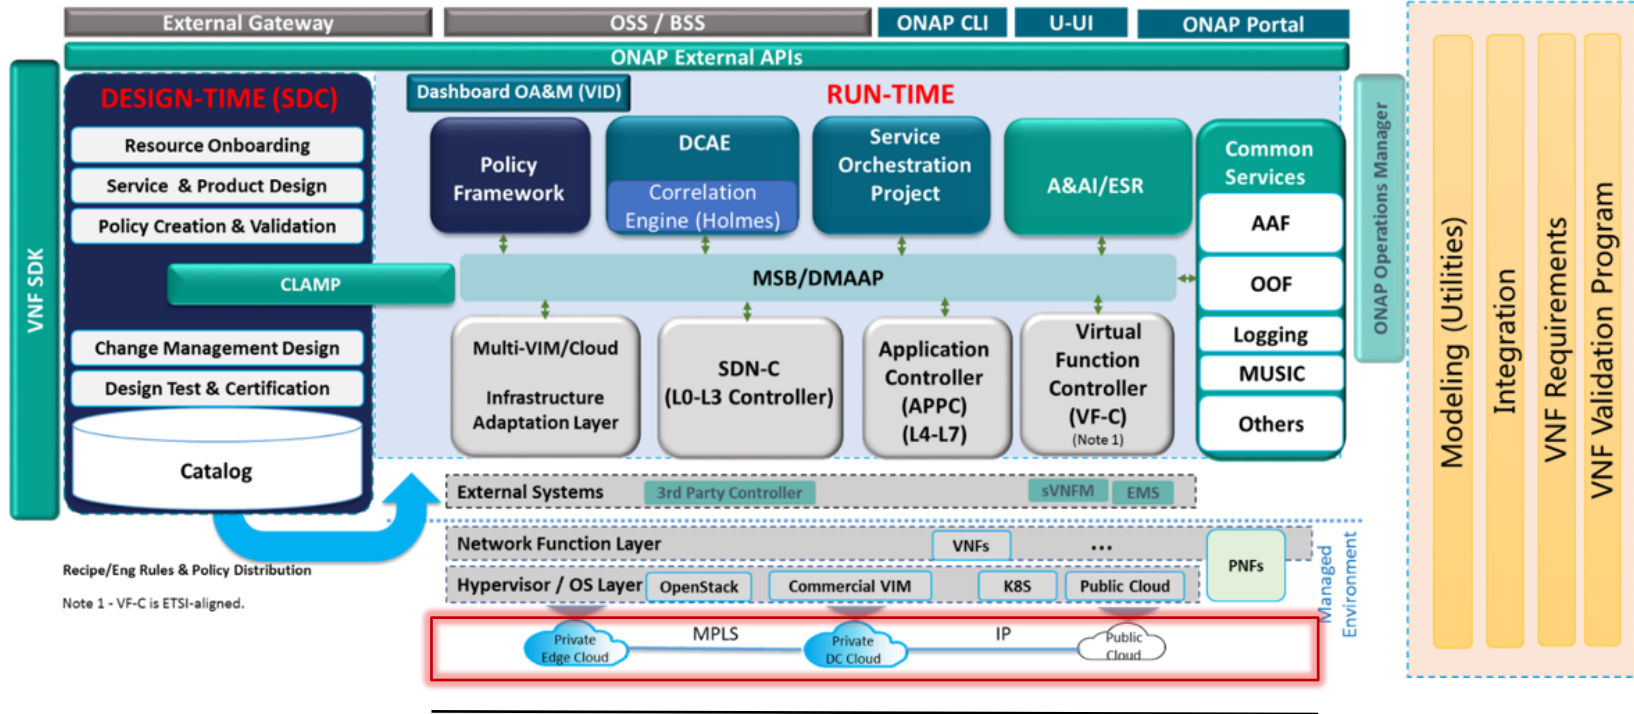 External Gateway
OSS / BSS
ONAP CLI
U-UI
ONAP Portal
ONAP External APIs
VNF SDK
DESIGN-TIME (SDC)
Resource Onboarding
Service & Product Design
Policy Creation & Validation
CLAMP
Change Management Design
Design Test & Certification
Catalog
Recipe/Eng Rules & Policy Distribution
Note 1 - VF-C is ETSI-aligned.
Dashboard OA&M (VID)
RUN-TIME
Policy
Framework
DCAE
Correlation
Engine (Holmes)
Service
Orchestration
Project
A&AI/ESR
MSB/DMAAP
Multi-VIM/Cloud
Infrastructure
Adaptation Layer
SDN-C
(L0-L3 Controller)
Application
Controller
(APPC)
(L4-L7)
Virtual
Function
Controller
(VF-C)
(Note 1)
Common
Services
AAF
OOF
Logging
MUSIC
Others
ONAP Operations Manager
External Systems
3rd Party Controller
sVNFM
EMS
Network Function Layer
VNFs
...
PNFs
Hypervisor / OS Layer
OpenStack
Commercial VIM
K8S
Public Cloud
Managed
Environment
Private
Edge Cloud
MPLS
Private
DC Cloud
IP
Public
Cloud
Modeling (Utilities)
Integration
VNF Requirements
VNF Validation Program